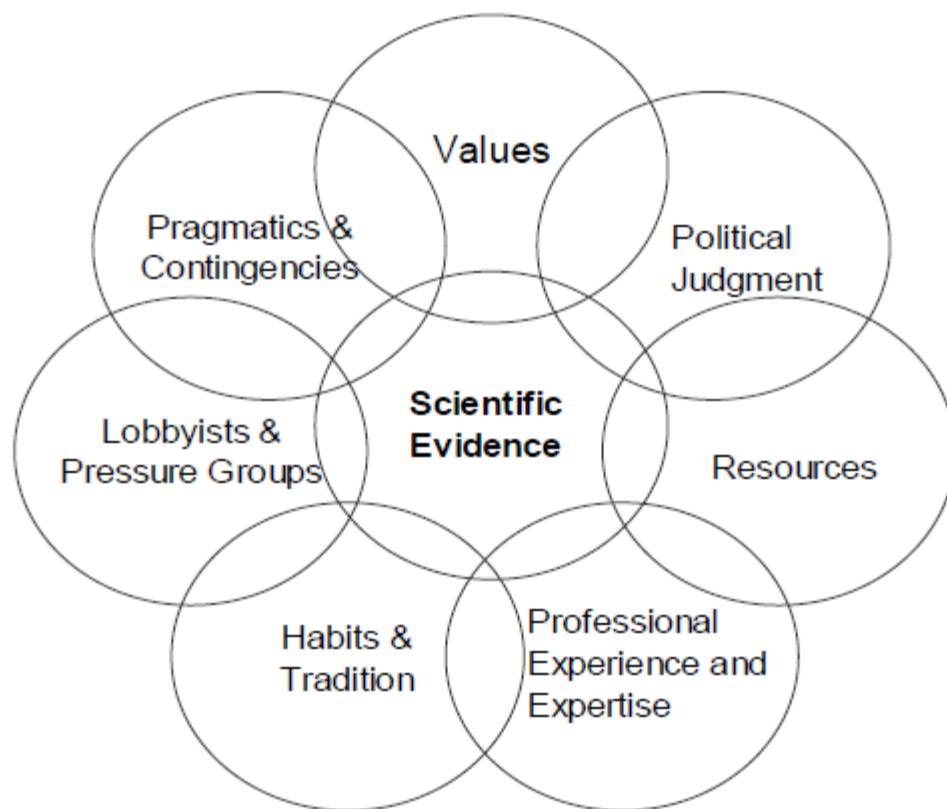 Values
Pragmatics &
Contingencies
Political
Judgment
Scientific
Evidence
Lobbyists &
Pressure Groups
Resources
Habits &
Tradition
Professional
Experience and
Expertise